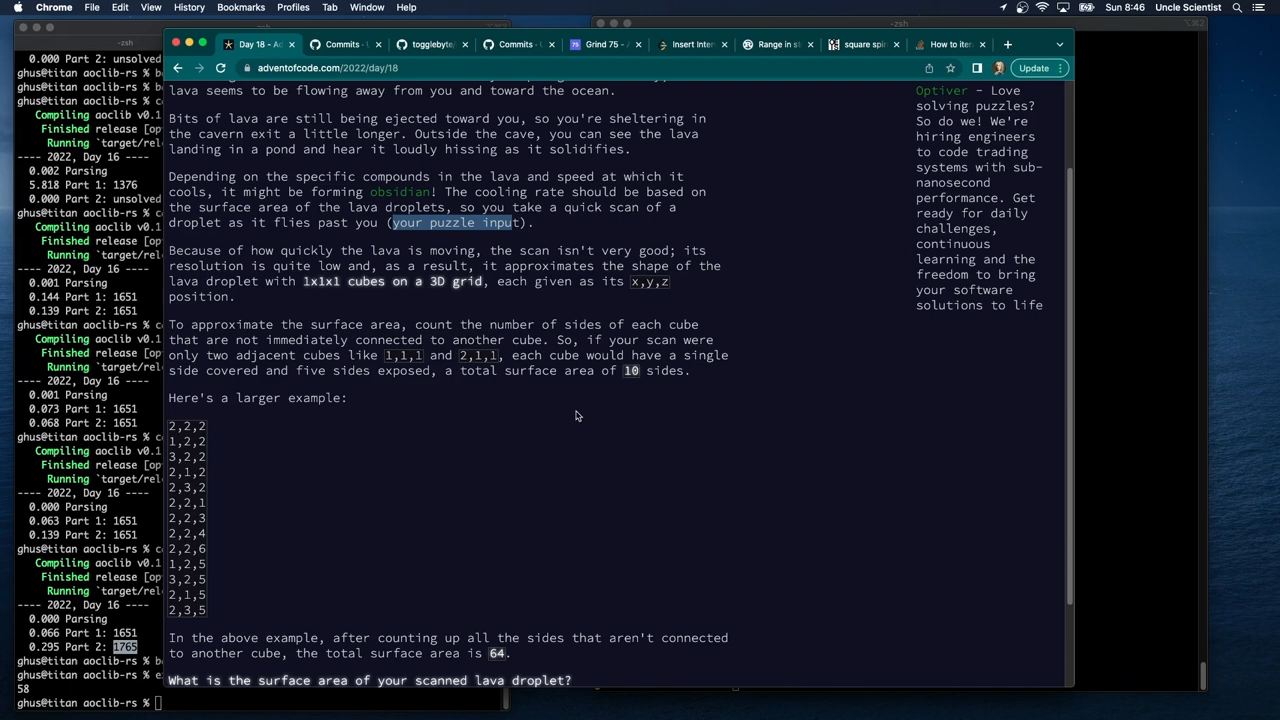 Chrome File Edit View History Bookmarks Profiles Tab Window Help
Sun 8:46 Uncle Scientist
-zsh
-zsh
⌥⌘2
Day 18 - Ad
Commits ·
togglebyte/
Commits ·
Grind 75 - A
Insert Inter
Range in st
square spir
How to iter
adventofcode.com/2022/day/18
Update
0.000 Part 2: unsolved
ghus@titan aoclib-rs % b
ghus@titan aoclib-rs % c
Compiling aoclib v0.1
Finished release [op
Running `target/rel
---- 2022, Day 16 ----
0.002 Parsing
5.818 Part 1: 1376
0.000 Part 2: unsolved
ghus@titan aoclib-rs % c
Compiling aoclib v0.1
Finished release [op
Running `target/rel
---- 2022, Day 16 ----
0.001 Parsing
0.144 Part 1: 1651
0.139 Part 2: 1651
ghus@titan aoclib-rs % c
Compiling aoclib v0.1
Finished release [op
Running `target/rel
---- 2022, Day 16 ----
0.001 Parsing
0.073 Part 1: 1651
0.068 Part 2: 1651
ghus@titan aoclib-rs % c
Compiling aoclib v0.1
Finished release [op
Running `target/rel
---- 2022, Day 16 ----
0.000 Parsing
0.063 Part 1: 1651
0.139 Part 2: 1651
ghus@titan aoclib-rs % c
Compiling aoclib v0.1
Finished release [op
Running `target/rel
---- 2022, Day 16 ----
0.000 Parsing
0.066 Part 1: 1651
0.295 Part 2: 1765
ghus@titan aoclib-rs % b
ghus@titan aoclib-rs % e
58
ghus@titan aoclib-rs %
lava seems to be flowing away from you and toward the ocean.
Bits of lava are still being ejected toward you, so you're sheltering in
the cavern exit a little longer. Outside the cave, you can see the lava
landing in a pond and hear it loudly hissing as it solidifies.
Depending on the specific compounds in the lava and speed at which it
cools, it might be forming obsidian! The cooling rate should be based on
the surface area of the lava droplets, so you take a quick scan of a
droplet as it flies past you (your puzzle input).
Because of how quickly the lava is moving, the scan isn't very good; its
resolution is quite low and, as a result, it approximates the shape of the
lava droplet with 1x1x1 cubes on a 3D grid, each given as its x,y,z
position.
To approximate the surface area, count the number of sides of each cube
that are not immediately connected to another cube. So, if your scan were
only two adjacent cubes like 1,1,1 and 2,1,1, each cube would have a single
side covered and five sides exposed, a total surface area of 10 sides.
Here's a larger example:
2,2,2
1,2,2
3,2,2
2,1,2
2,3,2
2,2,1
2,2,3
2,2,4
2,2,6
1,2,5
3,2,5
2,1,5
2,3,5
In the above example, after counting up all the sides that aren't connected
to another cube, the total surface area is 64.
What is the surface area of your scanned lava droplet?
Optiver - Love
solving puzzles?
So do we! We're
hiring engineers
to code trading
systems with sub-
nanosecond
performance. Get
ready for daily
challenges,
continuous
learning and the
freedom to bring
your software
solutions to life